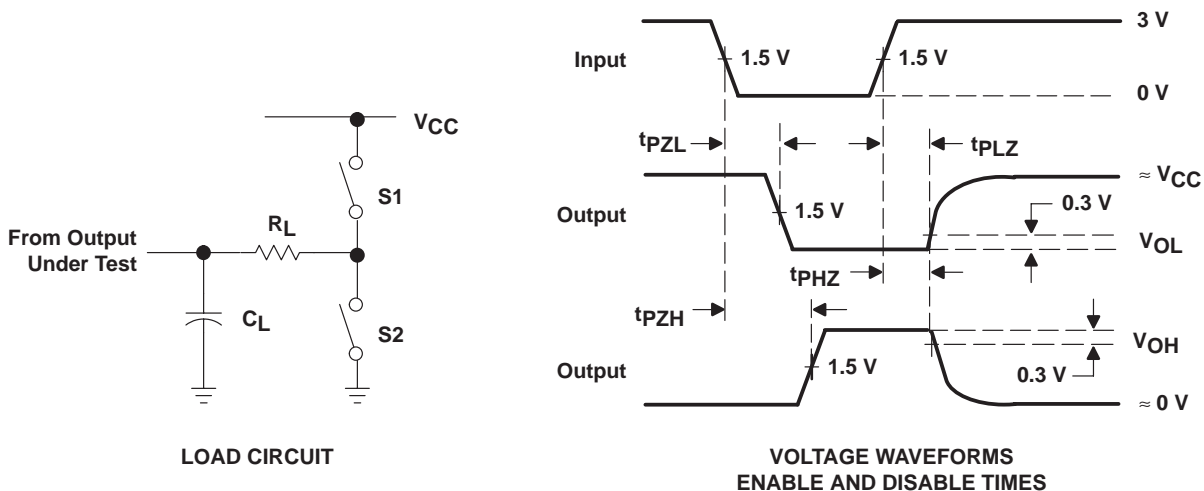 VCC
S1
RL
From Output
Under Test
CL
S2
LOAD CIRCUIT
3 V
Input
1.5 V
1.5 V
0 V
tPZL
tPLZ
≈ VCC
0.3 V
Output
1.5 V
VOL
tPHZ
tPZH
VOH
Output
1.5 V
0.3 V
≈ 0 V
VOLTAGE WAVEFORMS
ENABLE AND DISABLE TIMES